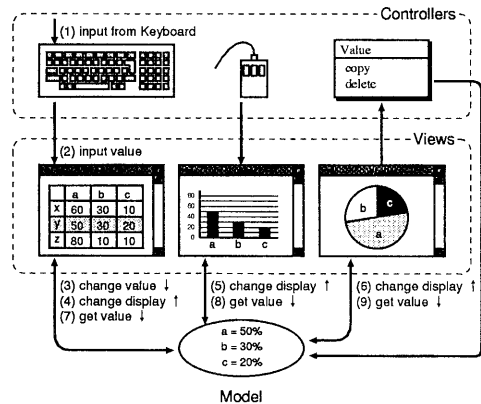 Controllers
(1) input from Keyboard
Value
copy
delete
Views
(2) input value
a b c
x 60 30 10
y 50 30 20
z 80 10 10
80
60
40
20
0
a b c
b c
a
(3) change value ↓
(4) change display ↑
(7) get value ↓
(5) change display ↑
(8) get value ↓
(6) change display ↑
(9) get value ↓
a = 50%
b = 30%
c = 20%
Model